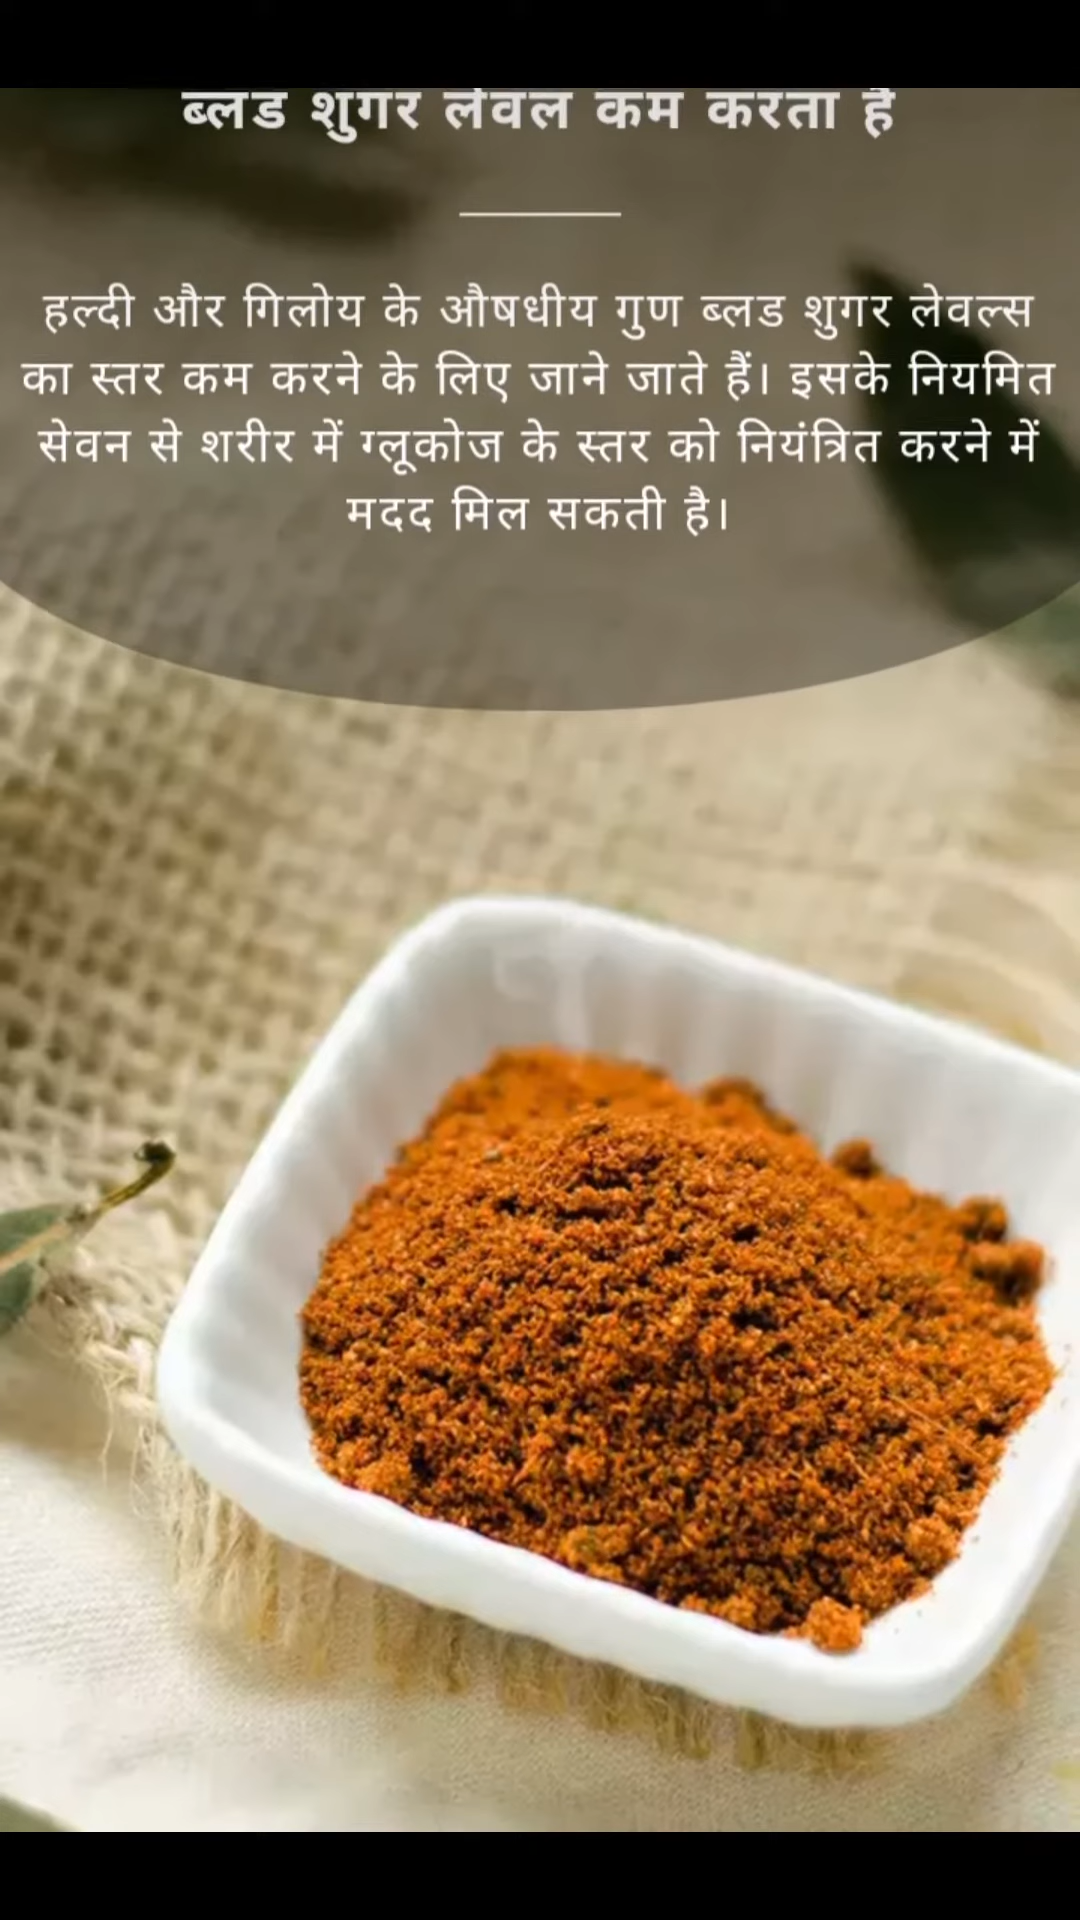 ब्लड शुगर लेवल कम करता है
हल्दी और गिलोय के औषधीय गुण ब्लड शुगर लेवल्स
का स्तर कम करने के लिए जाने जाते हैं। इसके नियमित
सेवन से शरीर में ग्लूकोज के स्तर को नियंत्रित करने में
मदद मिल सकती है।